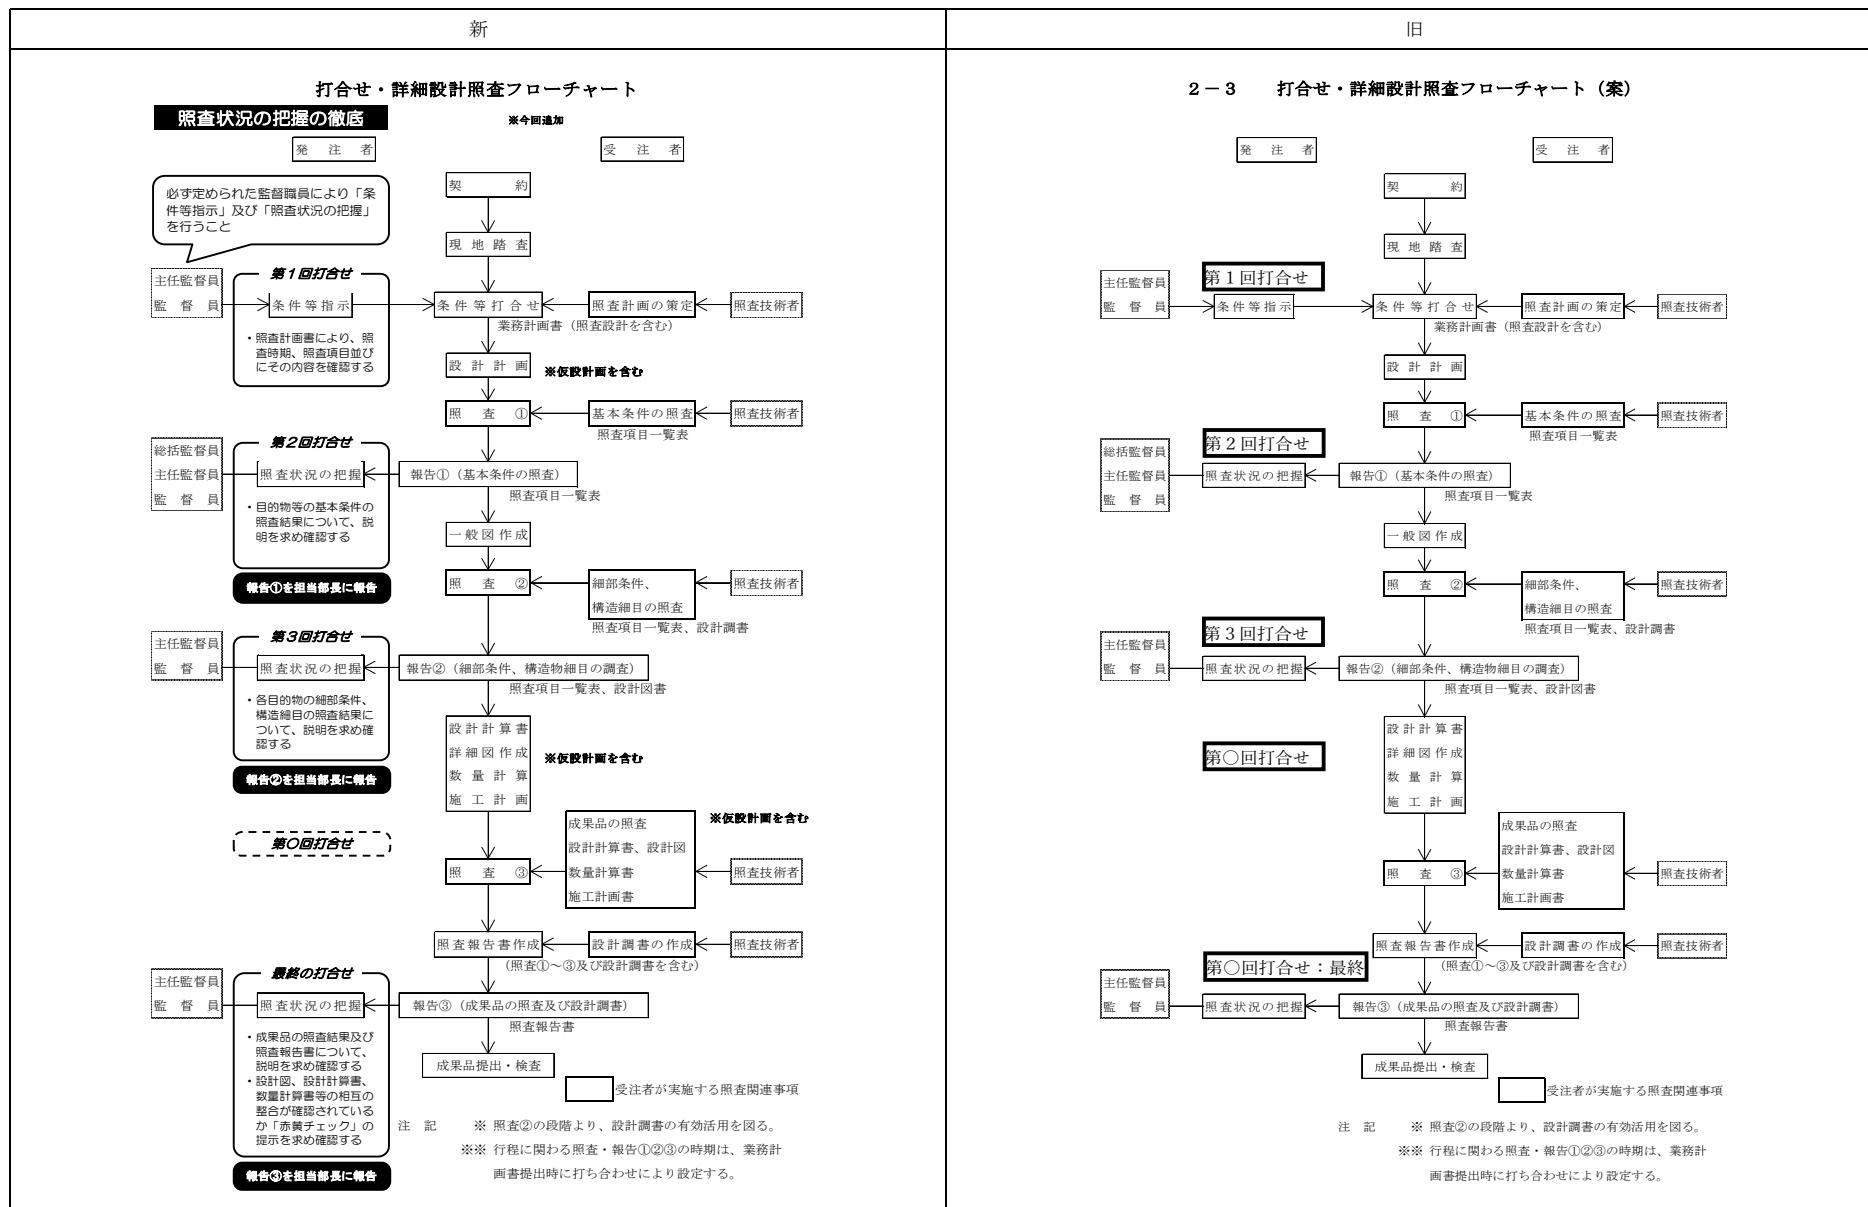 新
打合せ・詳細設計照査フローチャート
照査状況の把握の徹底
※今回追加
発注者
受注者
契約
必ず定められた監督職員により「条
件等指示」及び「照査状況の把握」
を行うこと
現地踏査
主任監督員
監督員
第1回打合せ
条件等指示
条件等打合せ
照査計画の策定
照査技術者
業務計画書（照査設計を含む）
・照査計画書により、照
査時期、照査項目並び
にその内容を確認する
設計計画
※仮設計画を含む
照査①
基本条件の照査
照査技術者
照査項目一覧表
総括監督員
主任監督員
監督員
第2回打合せ
照査状況の把握
報告①（基本条件の照査）
照査項目一覧表
・目的物等の基本条件の
照査結果について、説
明を求め確認する
一般図作成
報告①を担当部長に報告
照査②
細部条件、
構造細目の照査
照査技術者
照査項目一覧表、設計調書
主任監督員
監督員
第3回打合せ
照査状況の把握
報告②（細部条件、構造物細目の調査）
照査項目一覧表、設計図書
・各目的物の細部条件、
構造細目の照査結果に
ついて、説明を求め確
認する
報告②を担当部長に報告
設計計算書
詳細図作成
数量計算
施工計画
※仮設計画を含む
第〇回打合せ
成果品の照査
設計計算書、設計図
数量計算書
施工計画書
※仮設計画を含む
照査③
照査技術者
照査報告書作成
設計調書の作成
照査技術者
（照査①～③及び設計調書を含む）
主任監督員
監督員
最終の打合せ
照査状況の把握
報告③（成果品の照査及び設計調書）
照査報告書
・成果品の照査結果及び
照査報告書について、
説明を求め確認する
・設計図、設計計算書、
数量計算書等の相互の
整合が確認されている
か「赤黄チェック」の
提示を求め確認する
報告③を担当部長に報告
成果品提出・検査
受注者が実施する照査関連事項
注記 ※ 照査②の段階より、設計調書の有効活用を図る。
※※ 行程に関わる照査・報告①②③の時期は、業務計
画書提出時に打ち合わせにより設定する。
旧
2－3 打合せ・詳細設計照査フローチャート（案）
発注者
受注者
契約
現地踏査
主任監督員
監督員
第1回打合せ
条件等指示
条件等打合せ
照査計画の策定
照査技術者
業務計画書（照査設計を含む）
設計計画
照査①
基本条件の照査
照査技術者
照査項目一覧表
総括監督員
主任監督員
監督員
第2回打合せ
照査状況の把握
報告①（基本条件の照査）
照査項目一覧表
一般図作成
照査②
細部条件、
構造細目の照査
照査技術者
照査項目一覧表、設計調書
主任監督員
監督員
第3回打合せ
照査状況の把握
報告②（細部条件、構造物細目の調査）
照査項目一覧表、設計図書
設計計算書
詳細図作成
数量計算
施工計画
第〇回打合せ
成果品の照査
設計計算書、設計図
数量計算書
施工計画書
照査③
照査技術者
照査報告書作成
設計調書の作成
照査技術者
（照査①～③及び設計調書を含む）
第〇回打合せ：最終
主任監督員
監督員
照査状況の把握
報告③（成果品の照査及び設計調書）
照査報告書
成果品提出・検査
受注者が実施する照査関連事項
注記 ※ 照査②の段階より、設計調書の有効活用を図る。
※※ 行程に関わる照査・報告①②③の時期は、業務計
画書提出時に打ち合わせにより設定する。